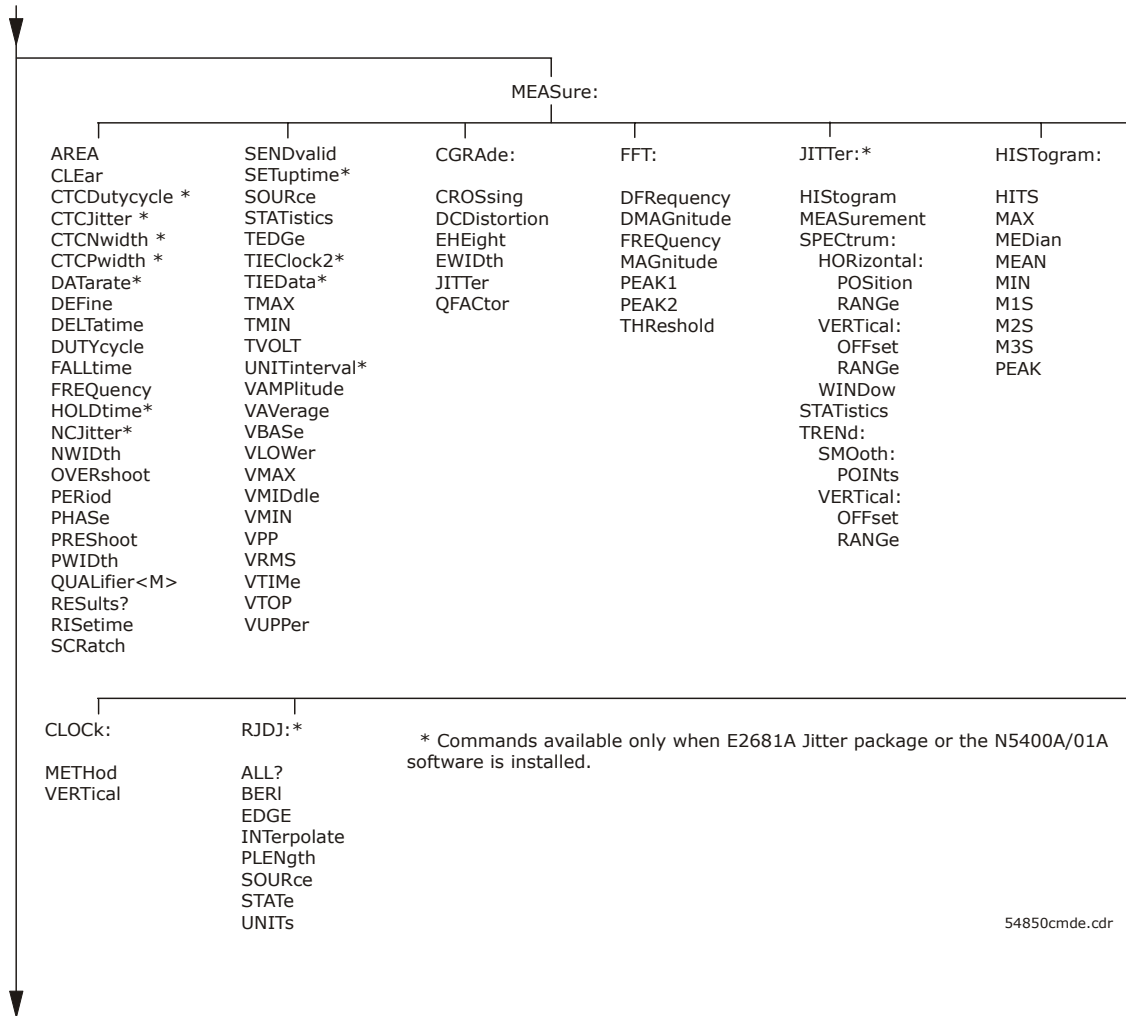 MEASure:
AREA
CLEar
CTCDutycycle *
CTCJitter *
CTCNwidth *
CTCPwidth *
DATarate*
DEFine
DELTatime
DUTYcycle
FALLtime
FREQuency
HOLDtime*
NCJitter*
NWIDth
OVERshoot
PERiod
PHASe
PREShoot
PWIDth
QUALifier<M>
RESults?
RISetime
SCRatch
SENDvalid
SETuptime*
SOURce
STATistics
TEDGe
TIEClock2*
TIEData*
TMAX
TMIN
TVOLT
UNITinterval*
VAMPlitude
VAVerage
VBASe
VLOWer
VMAX
VMIDdle
VMIN
VPP
VRMS
VTIMe
VTOP
VUPPer
CGRAde:
CROSsing
DCDistortion
EHEight
EWIDth
JITTer
QFACtor
FFT:
DFRequency
DMAGnitude
FREQuency
MAGnitude
PEAK1
PEAK2
THReshold
JITTer:*
HIStogram
MEASurement
SPECtrum:
HORizontal:
POSition
RANGe
VERTical:
OFFset
RANGe
WINDow
STATistics
TRENd:
SMOoth:
POINts
VERTical:
OFFset
RANGe
HISTogram:
HITS
MAX
MEDian
MEAN
MIN
M1S
M2S
M3S
PEAK
CLOCk:
METHod
VERTical
RJDJ:*
ALL?
BERl
EDGE
INTerpolate
PLENgth
SOURce
STATe
UNITs
* Commands available only when E2681A Jitter package or the N5400A/01A
software is installed.
54850cmde.cdr